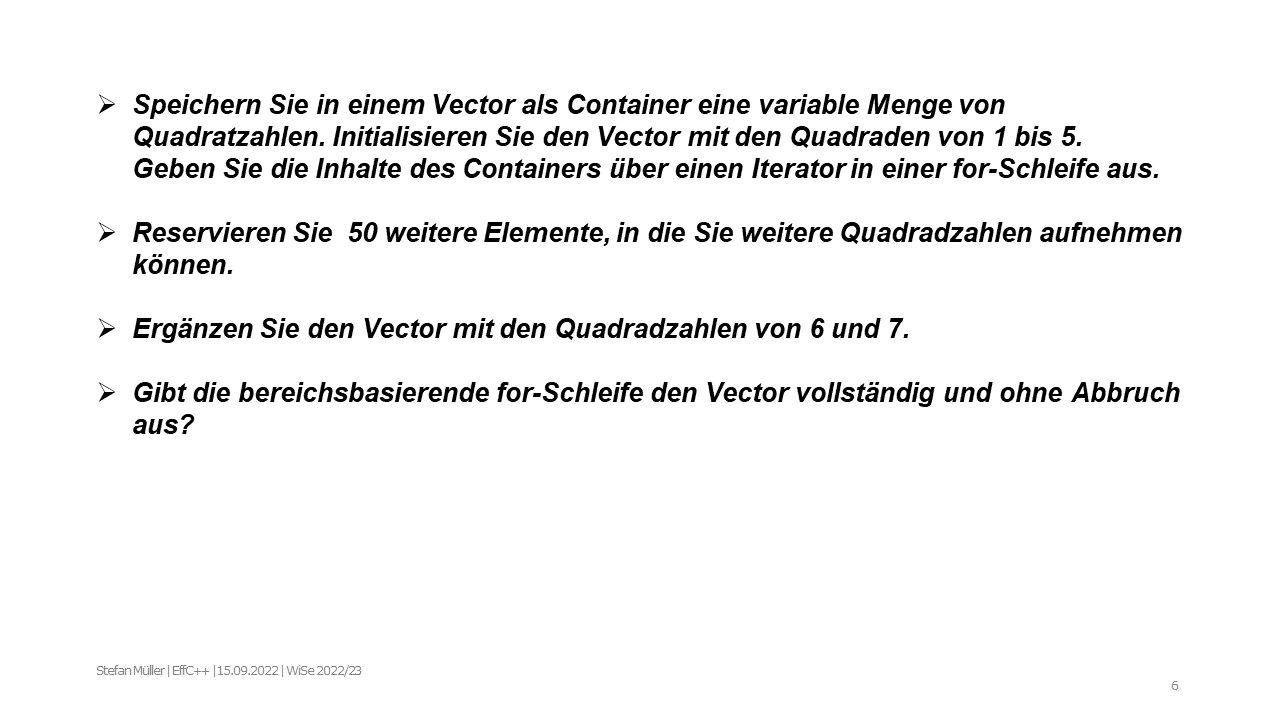 ➢ Speichern Sie in einem Vector als Container eine variable Menge von
Quadratzahlen. Initialisieren Sie den Vector mit den Quadraden von 1 bis 5.
Geben Sie die Inhalte des Containers über einen Iterator in einer for-Schleife aus.
➢ Reservieren Sie  50 weitere Elemente, in die Sie weitere Quadradzahlen aufnehmen
können.
➢ Ergänzen Sie den Vector mit den Quadradzahlen von 6 und 7.
➢ Gibt die bereichsbasierende for-Schleife den Vector vollständig und ohne Abbruch
aus?
Stefan Müller | EffC++ |15.09.2022 | WiSe 2022/23
6